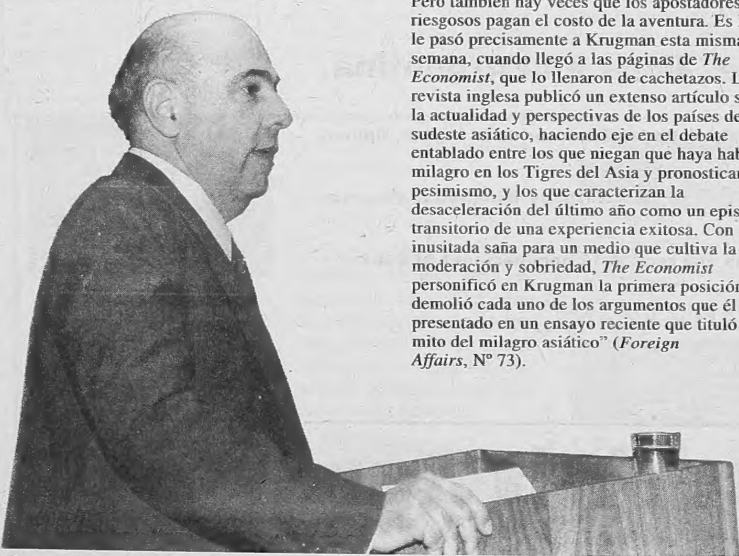 Pero también hay veces que los apostadores
riesgosos pagan el costo de la aventura. Es
le pasó precisamente a Krugman esta misma
semana, cuando llegó a las páginas de The
Economist, que lo llenaron de cachetazos. L
revista inglesa publicó un extenso artículo s
la actualidad y perspectivas de los países de
sudeste asiático, haciendo eje en el debate
entablado entre los que niegan que haya hab
milagro en los Tigres del Asia y pronostican
pesimismo, y los que caracterizan la
desaceleración del último año como un epis
transitorio de una experiencia exitosa. Con
inusitada saña para un medio que cultiva la
moderación y sobriedad, The Economist
personificó en Krugman la primera posición
demolió cada uno de los argumentos que él
presentado en un ensayo reciente que tituló
mito del milagro asiático” (Foreign
Affairs, Nº 73).